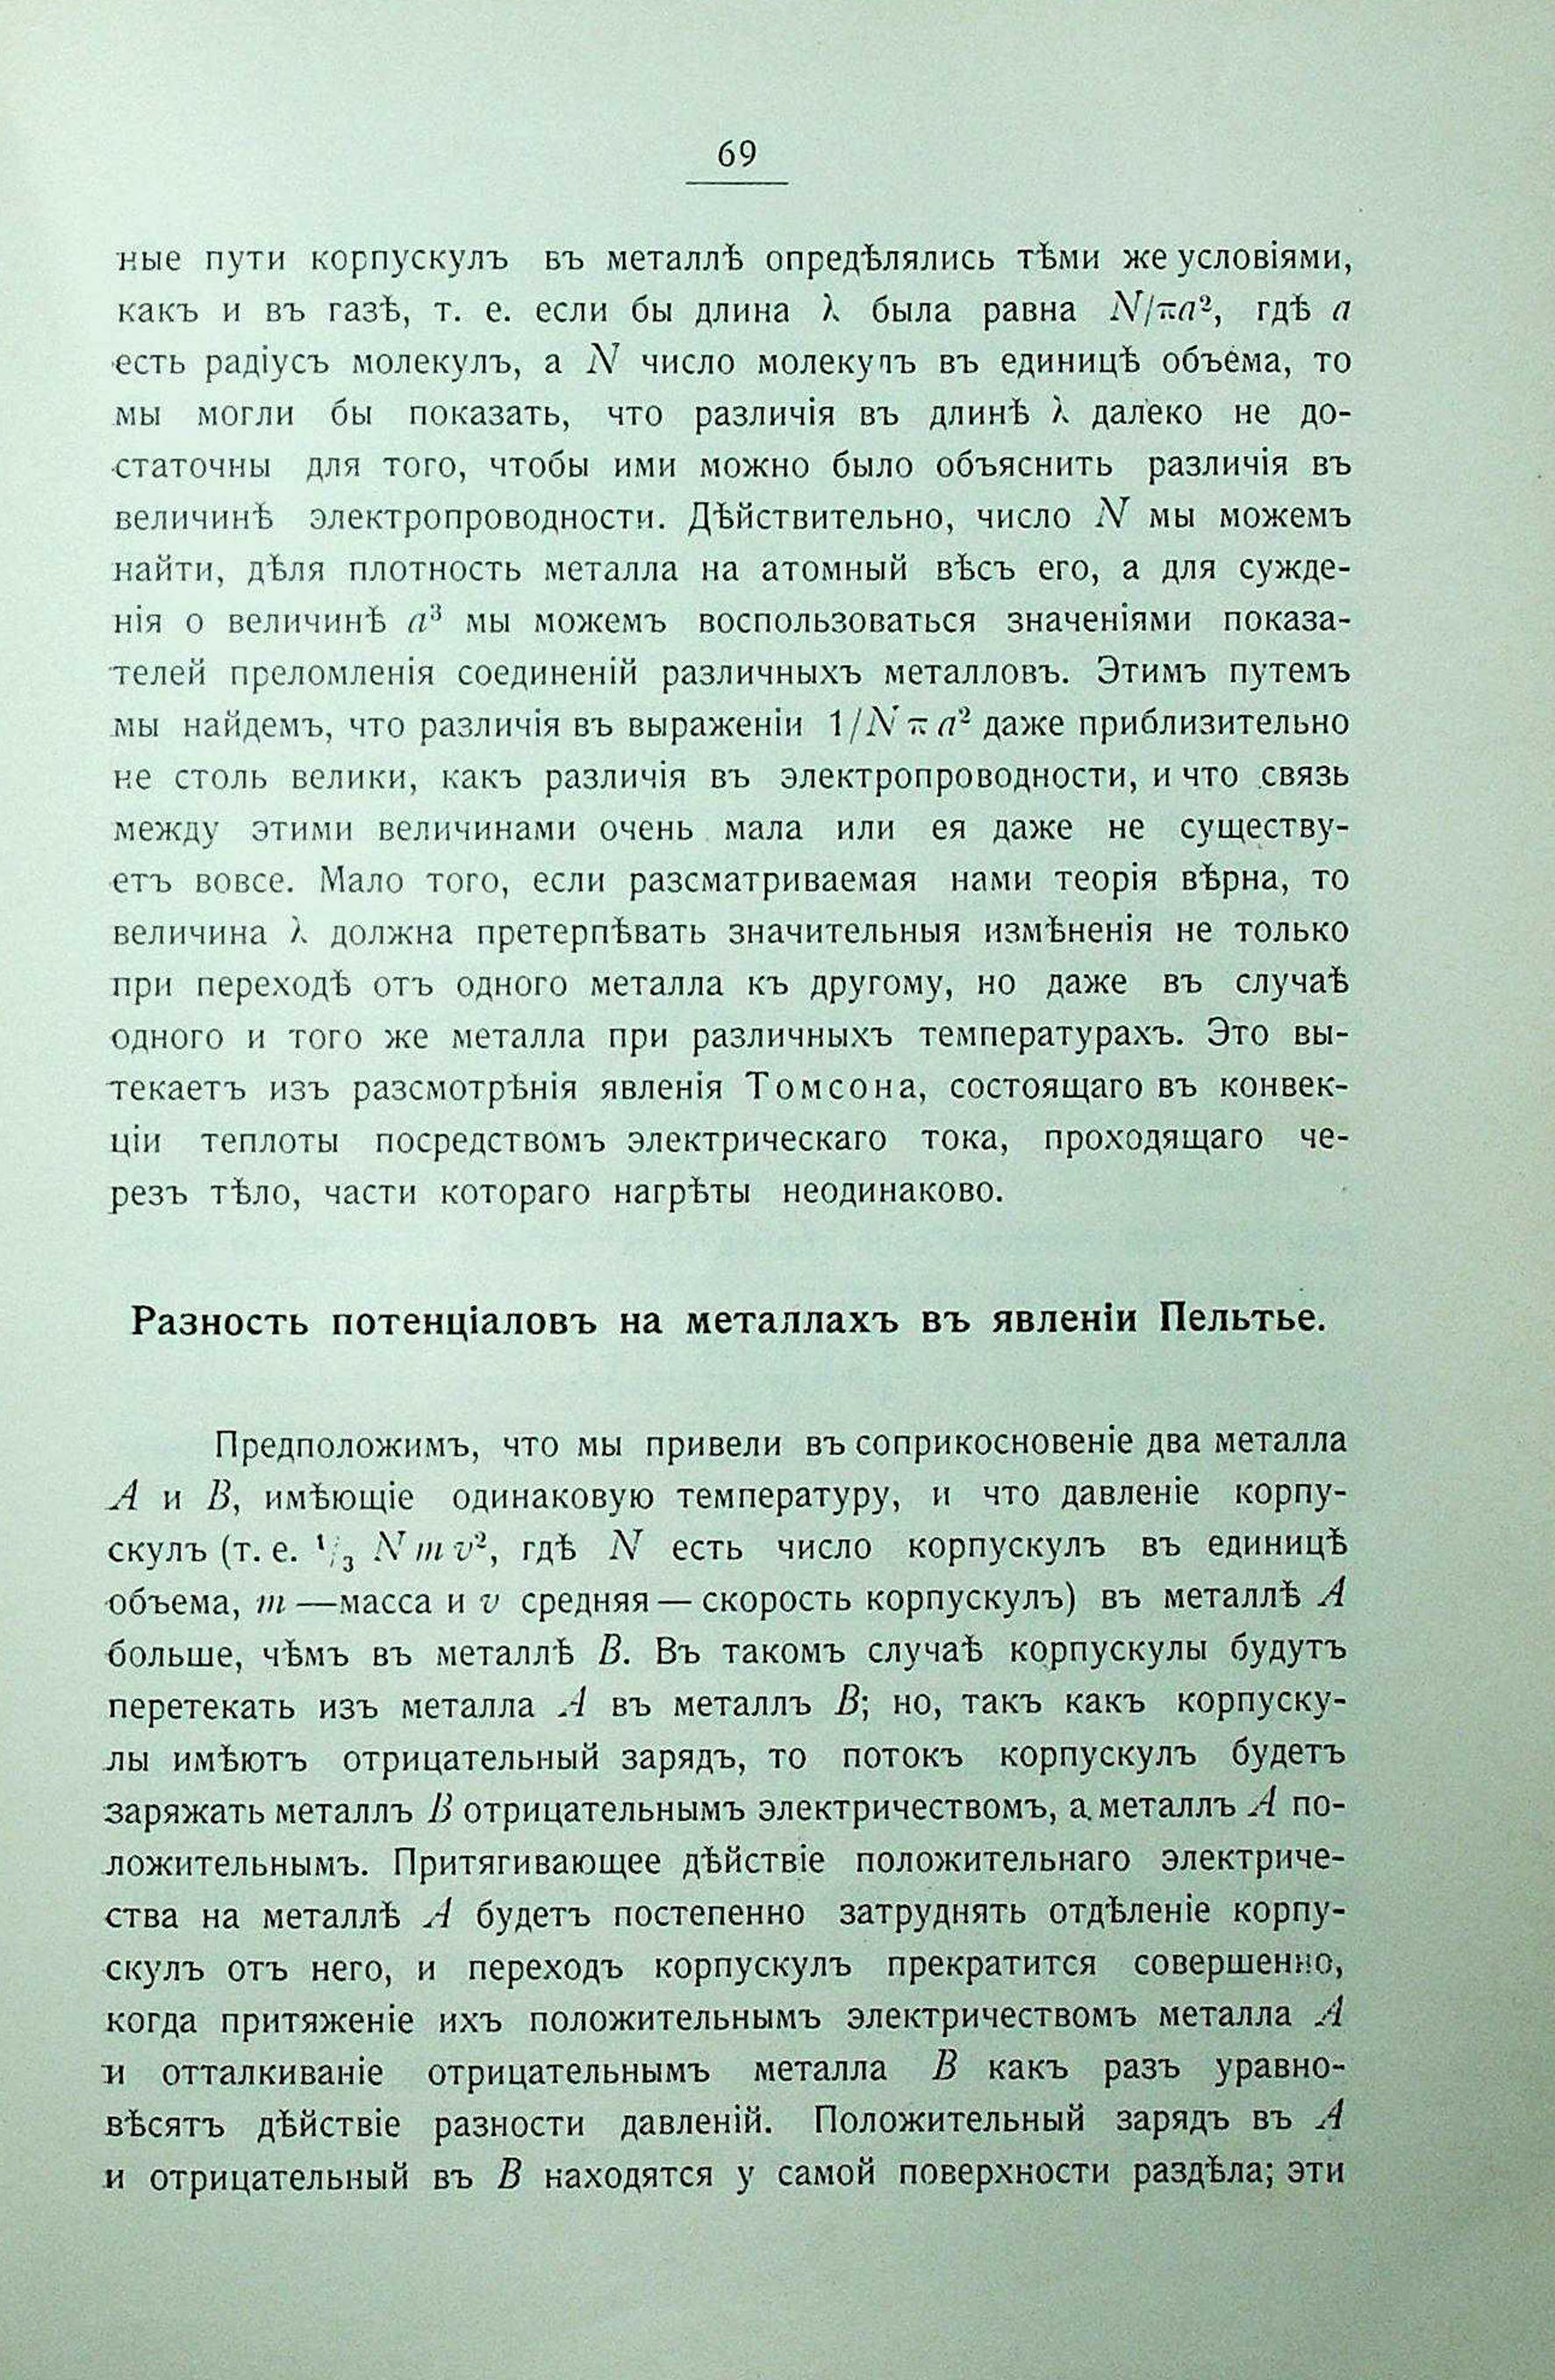 69
ные пути корпускулъ въ металлѣ опредѣлялись тѣми же условіями,
какъ и въ газѣ, т. е. если бы длина λ была равна N/πa², гдѣ a
есть радіусъ молекулъ, а N число молекулъ въ единицѣ объема, то
мы могли бы показать, что различія въ длинѣ λ далеко не до-
статочны для того, чтобы ими можно было объяснить различія въ
величинѣ электропроводности. Дѣйствительно, число N мы можемъ
найти, дѣля плотность металла на атомный вѣсъ его, а для сужде-
нія о величинѣ a³ мы можемъ воспользоваться значеніями показа-
телей преломленія соединеній различныхъ металловъ. Этимъ путемъ
мы найдемъ, что различія въ выраженіи 1/Nπa² даже приблизительно
не столь велики, какъ различія въ электропроводности, и что связь
между этими величинами очень мала или ея даже не существу-
етъ вовсе. Мало того, если разсматриваемая нами теорія вѣрна, то
величина λ должна претерпѣвать значительныя измѣненія не только
при переходѣ отъ одного металла къ другому, но даже въ случаѣ
одного и того же металла при различныхъ температурахъ. Это вы-
текаетъ изъ разсмотрѣнія явленія Томсона, состоящаго въ конвек-
ціи теплоты посредствомъ электрическаго тока, проходящаго че-
резъ тѣло, части котораго нагрѣты неодинаково.
Разность потенціаловъ на металлахъ въ явленіи Пельтье.
Предположимъ, что мы привели въ соприкосновеніе два металла
A и B, имѣющіе одинаковую температуру, и что давленіе корпу-
скулъ (т. е. ¹/₃ N m v², гдѣ N есть число корпускулъ въ единицѣ
объема, m —масса и v средняя — скорость корпускулъ) въ металлѣ A
больше, чѣмъ въ металлѣ B. Въ такомъ случаѣ корпускулы будутъ
перетекать изъ металла A въ металлъ B; но, такъ какъ корпуску-
лы имѣютъ отрицательный зарядъ, то потокъ корпускулъ будетъ
заряжать металлъ B отрицательнымъ электричествомъ, а металлъ A по-
ложительнымъ. Притягивающее дѣйствіе положительнаго электриче-
ства на металлѣ A будетъ постепенно затруднять отдѣленіе корпу-
скулъ отъ него, и переходъ корпускулъ прекратится совершенно,
когда притяженіе ихъ положительнымъ электричествомъ металла A
и отталкиваніе отрицательнымъ металла B какъ разъ уравно-
вѣсятъ дѣйствіе разности давленій. Положительный зарядъ въ A
и отрицательный въ B находятся у самой поверхности раздѣла; эти